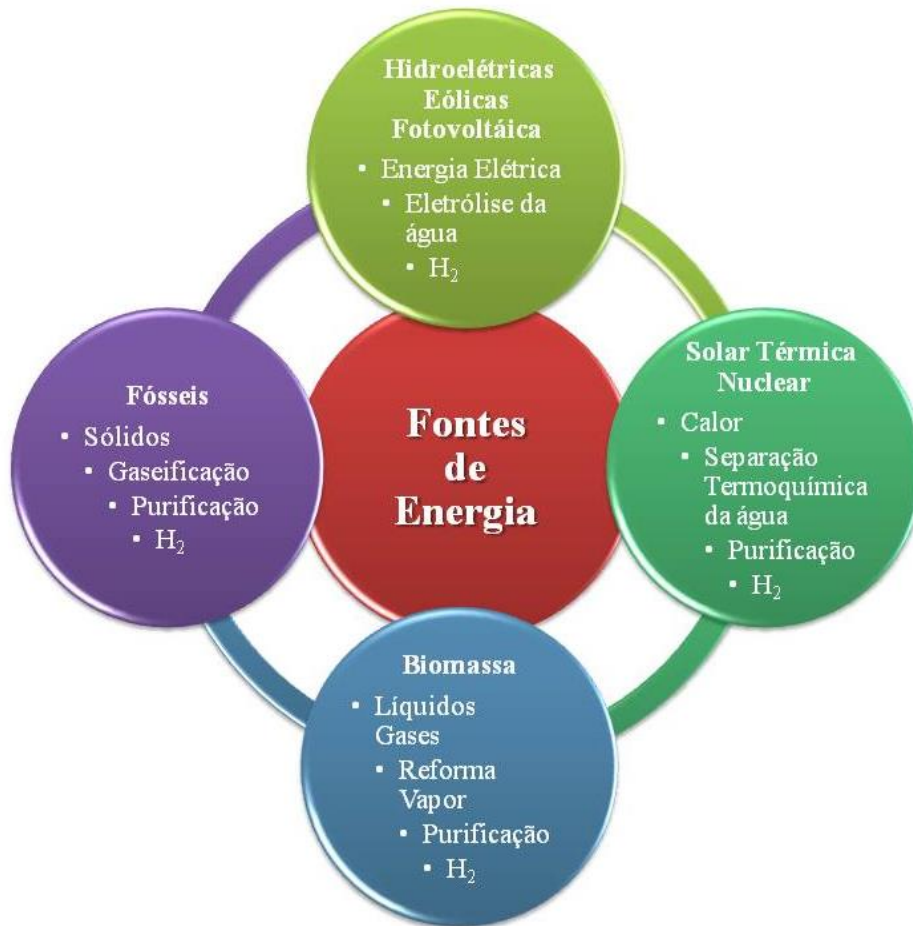 Hidroelétricas
Eólicas
Fotovoltáica
▪ Energia Elétrica
▪ Eletrólise da
água
▪ H₂
Fósseis
▪ Sólidos
▪ Gaseificação
▪ Purificação
▪ H₂
Fontes
de
Energia
Solar Térmica
Nuclear
▪ Calor
▪ Separação
Termoquímica
da água
▪ Purificação
▪ H₂
Biomassa
▪ Líquidos
Gases
▪ Reforma
Vapor
▪ Purificação
▪ H₂